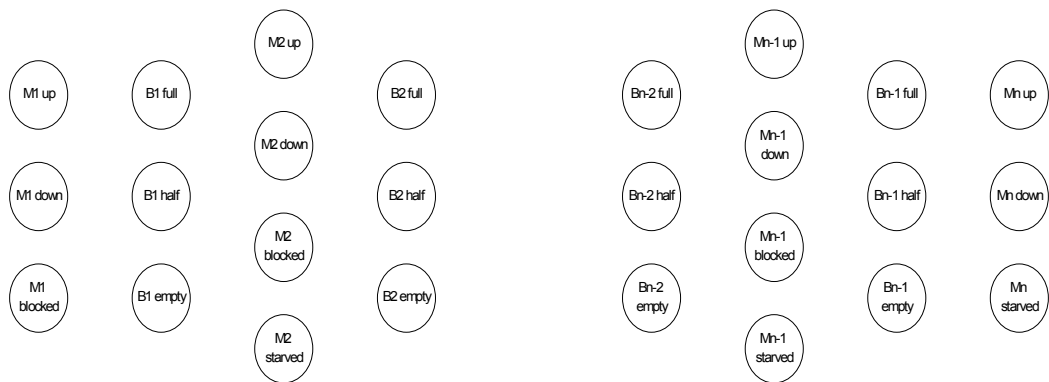 M1 up
M1 down
M1
blocked
B1 full
B1 half
B1 empty
M2 up
M2 down
M2
blocked
M2
starved
B2 full
B2 half
B2 empty
Bn-2 full
Bn-2 half
Bn-2
empty
Mn-1 up
Mn-1
down
Mn-1
blocked
Mn-1
starved
Bn-1 full
Bn-1 half
Bn-1
empty
Mn up
Mn down
Mn
starved